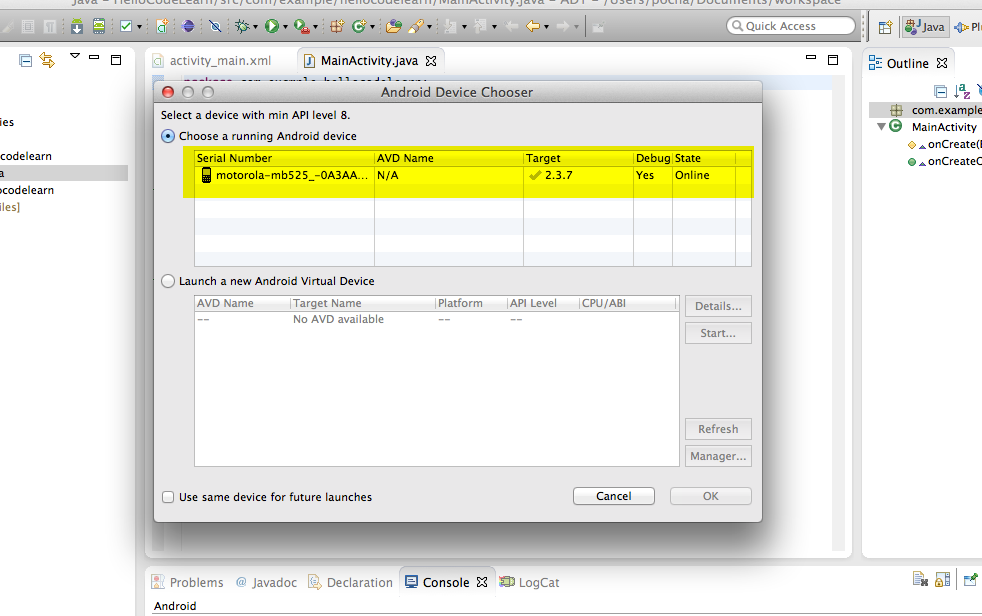 Java – HelloCodeLearn/src/com/example/hellocodelearn/MainActivity.java – ADT – /Users/pocha/Documents/workspace
Quick Access
Java
Pl
activity_main.xml
MainActivity.java
Outline
package com.example.hellocodelearn;
Android Device Chooser
Select a device with min API level 8.
Choose a running Android device
Serial Number AVD Name Target Debug State
motorola-mb525_-0A3AA... N/A 2.3.7 Yes Online
Launch a new Android Virtual Device
AVD Name Target Name Platform API Level CPU/ABI
-- No AVD available -- --
Details...
Start...
Refresh
Manager...
Use same device for future launches
Cancel
OK
ies
codelearn
a
ocodelearn
iles]
com.example
MainActivity
onCreate(
onCreateO
Problems
@ Javadoc
Declaration
Console
LogCat
Android